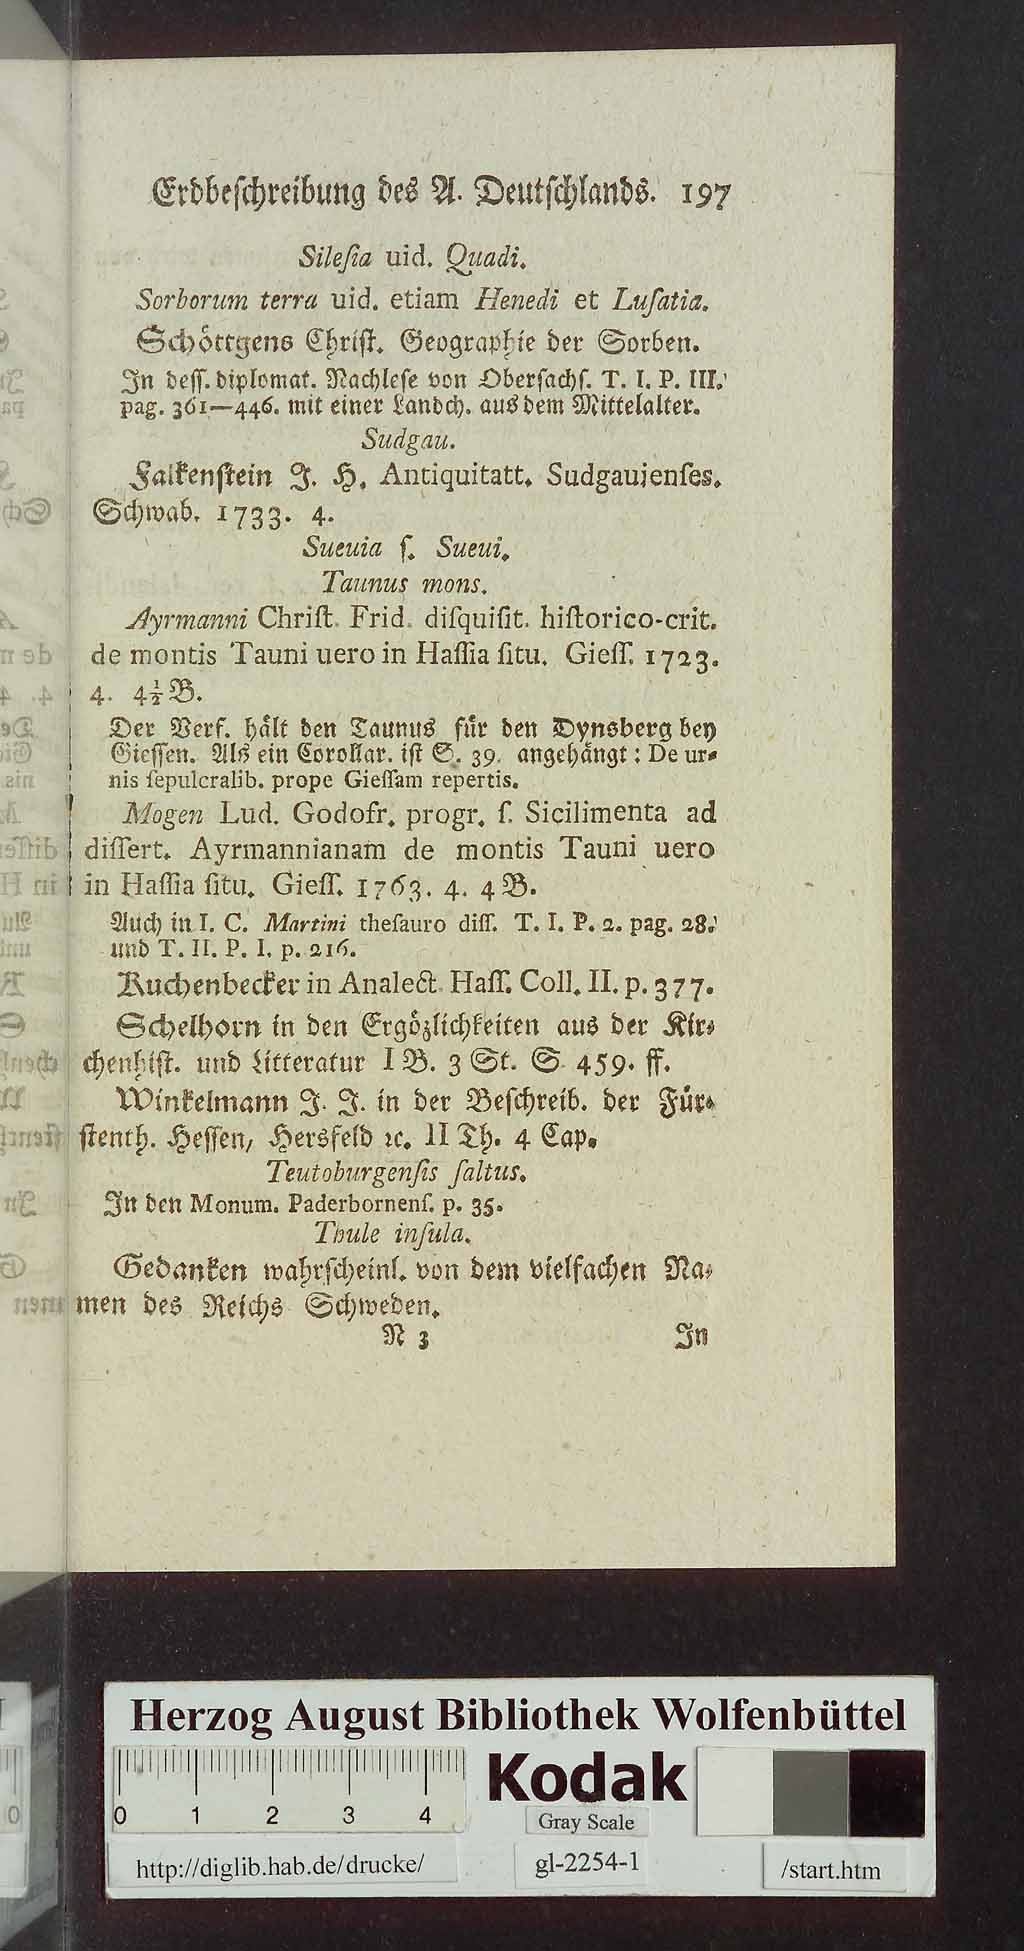 Erdbeſchreibung des A. Deutſchlands. 197
Sileſia uid. Quadi.
Sorborum terra uid. etiam Henedi et Luſatia.
Schöttgens Chriſt. Geographie der Sorben.
In deſſ. diplomat. Nachleſe von Oberſachſ. T. I. P. III.
pag. 361—446. mit einer Landch. aus dem Mittelalter.
Sudgau.
Falkenſtein J. H. Antiquitatt. Sudgaujenſes.
Schwab. 1733. 4.
Sueuia ſ. Sueui.
Taunus mons.
Ayrmanni Chriſt. Frid. diſquiſit. hiſtorico-crit.
de montis Tauni uero in Haſſia ſitu. Gieſſ. 1723.
4. 4½ B.
Der Verf. hält den Taunus für den Dynsberg bey
Gieſſen. Als ein Corollar. iſt S. 39. angehängt: De ur-
nis ſepulcralib. prope Gieſſam repertis.
Mogen Lud. Godofr. progr. ſ. Sicilimenta ad
diſſert. Ayrmannianam de montis Tauni uero
in Haſſia ſitu. Gieſſ. 1763. 4. 4 B.
Auch in I. C. Martini theſauro diſſ. T. I. P. 2. pag. 28.
und T. II. P. I. p. 216.
Kuchenbecker in Analect. Haſſ. Coll. II. p. 377.
Schelhorn in den Ergözlichkeiten aus der Kir-
chenhiſt. und Litteratur I B. 3 St. S. 459. ff.
Winkelmann J. J. in der Beſchreib. der Für-
ſtenth. Heſſen, Hersfeld ꝛc. II Th. 4 Cap.
Teutoburgenſis ſaltus.
In den Monum. Paderbornenſ. p. 35.
Thule inſula.
Gedanken wahrſcheinl. von dem vielfachen Na-
men des Reichs Schweden.
N 3 In
Herzog August Bibliothek Wolfenbüttel
0 1 2 3 4
Kodak
Gray Scale
http://diglib.hab.de/drucke/ gl-2254-1 /start.htm